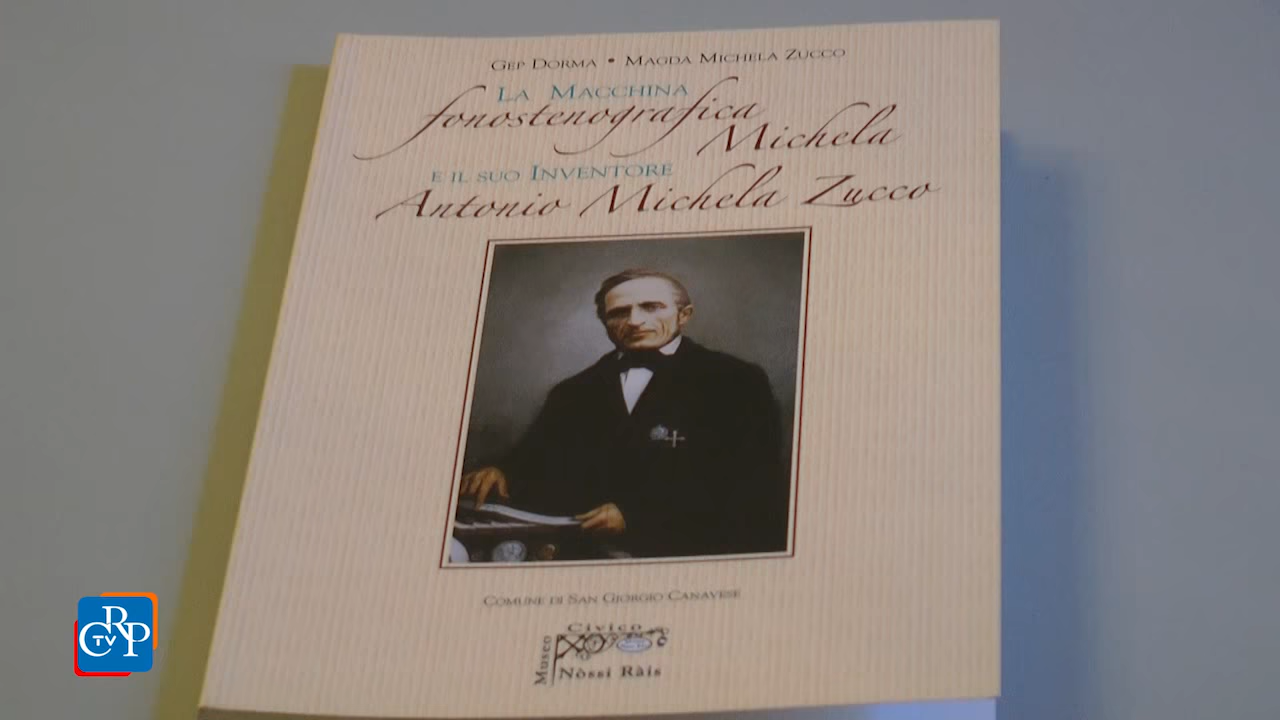 GEP DORMA • MAGDA MICHELA ZUCCO
LA MACCHINA
fonostenografica
Michela
E IL SUO INVENTORE
Antonio Michela Zucco
COMUNE DI SAN GIORGIO CANAVESE
Museo
Civico
Nòssi Ràis
CRP
TV